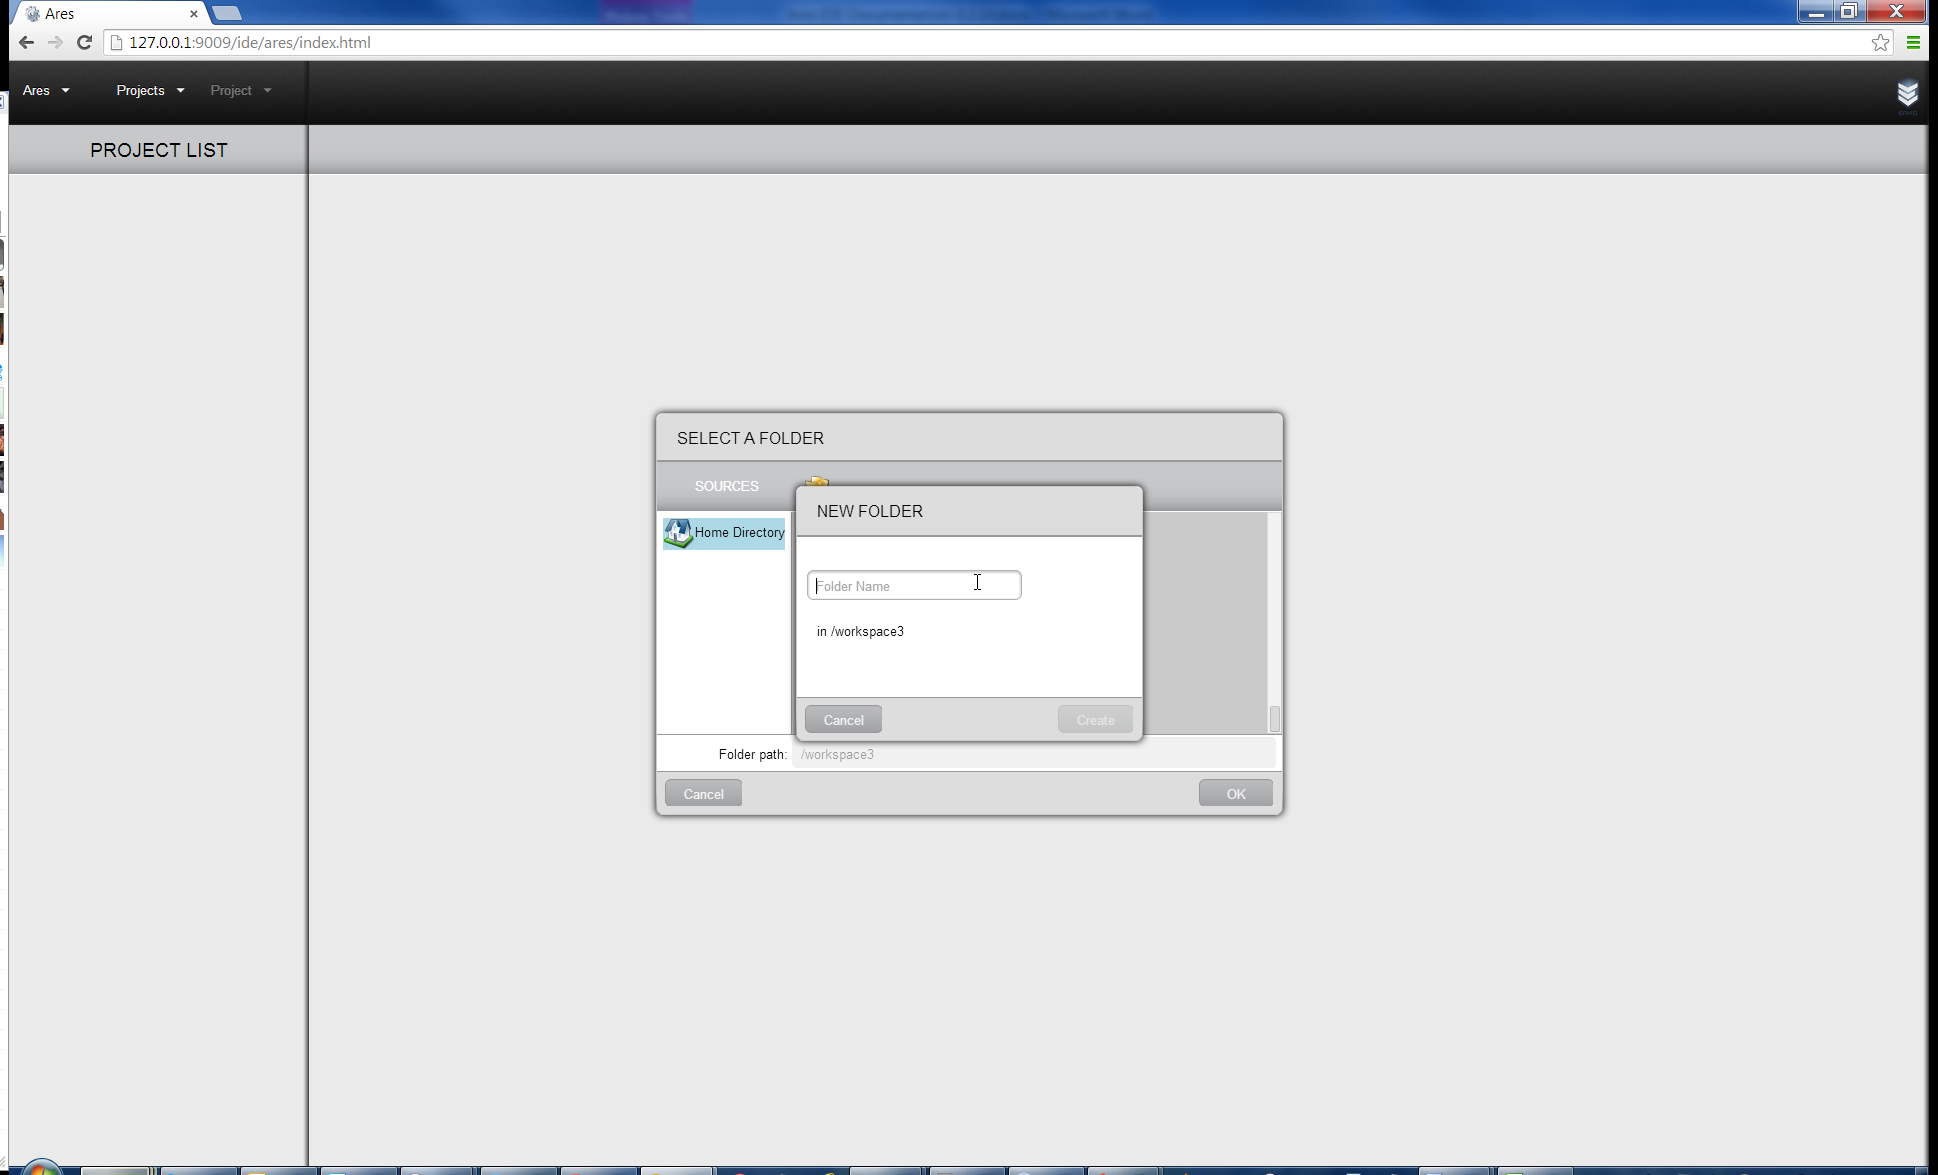 Ares
127.0.0.1:9009/ide/ares/index.html
Ares Projects Project
enyo
PROJECT LIST
SELECT A FOLDER
SOURCES
Home Directory
NEW FOLDER
Folder Name
in /workspace3
Cancel Create
Folder path: /workspace3
Cancel OK